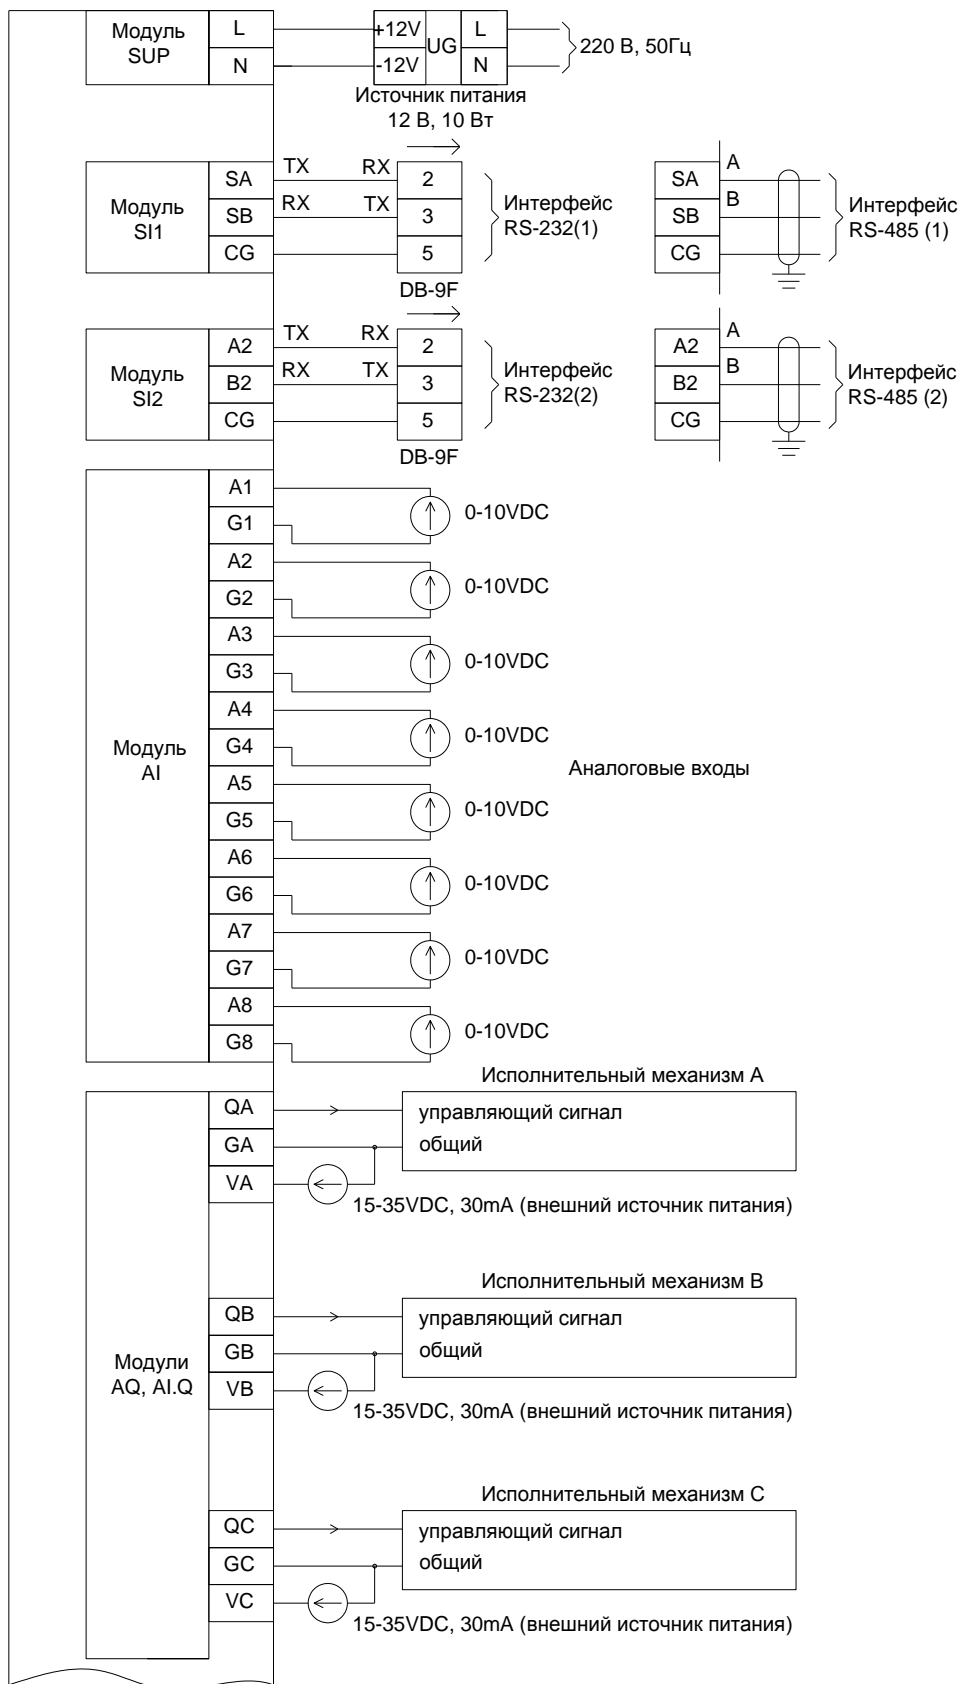 Модуль
SUP
L
N
+12V
-12V
UG
L
N
220 В, 50Гц
Источник питания
12 В, 10 Вт
Модуль
SI1
SA
SB
CG
TX
RX
RX
TX
2
3
5
DB-9F
Интерфейс
RS-232(1)
SA
SB
CG
A
B
Интерфейс
RS-485 (1)
Модуль
SI2
A2
B2
CG
TX
RX
RX
TX
2
3
5
DB-9F
Интерфейс
RS-232(2)
A2
B2
CG
A
B
Интерфейс
RS-485 (2)
Модуль
AI
A1
G1
0-10VDC
A2
G2
0-10VDC
A3
G3
0-10VDC
A4
G4
0-10VDC
Аналоговые входы
A5
G5
0-10VDC
A6
G6
0-10VDC
A7
G7
0-10VDC
A8
G8
0-10VDC
Модули
AQ, AI.Q
Исполнительный механизм A
QA
GA
VA
управляющий сигнал
общий
15-35VDC, 30mA (внешний источник питания)
Исполнительный механизм B
QB
GB
VB
управляющий сигнал
общий
15-35VDC, 30mA (внешний источник питания)
Исполнительный механизм C
QC
GC
VC
управляющий сигнал
общий
15-35VDC, 30mA (внешний источник питания)